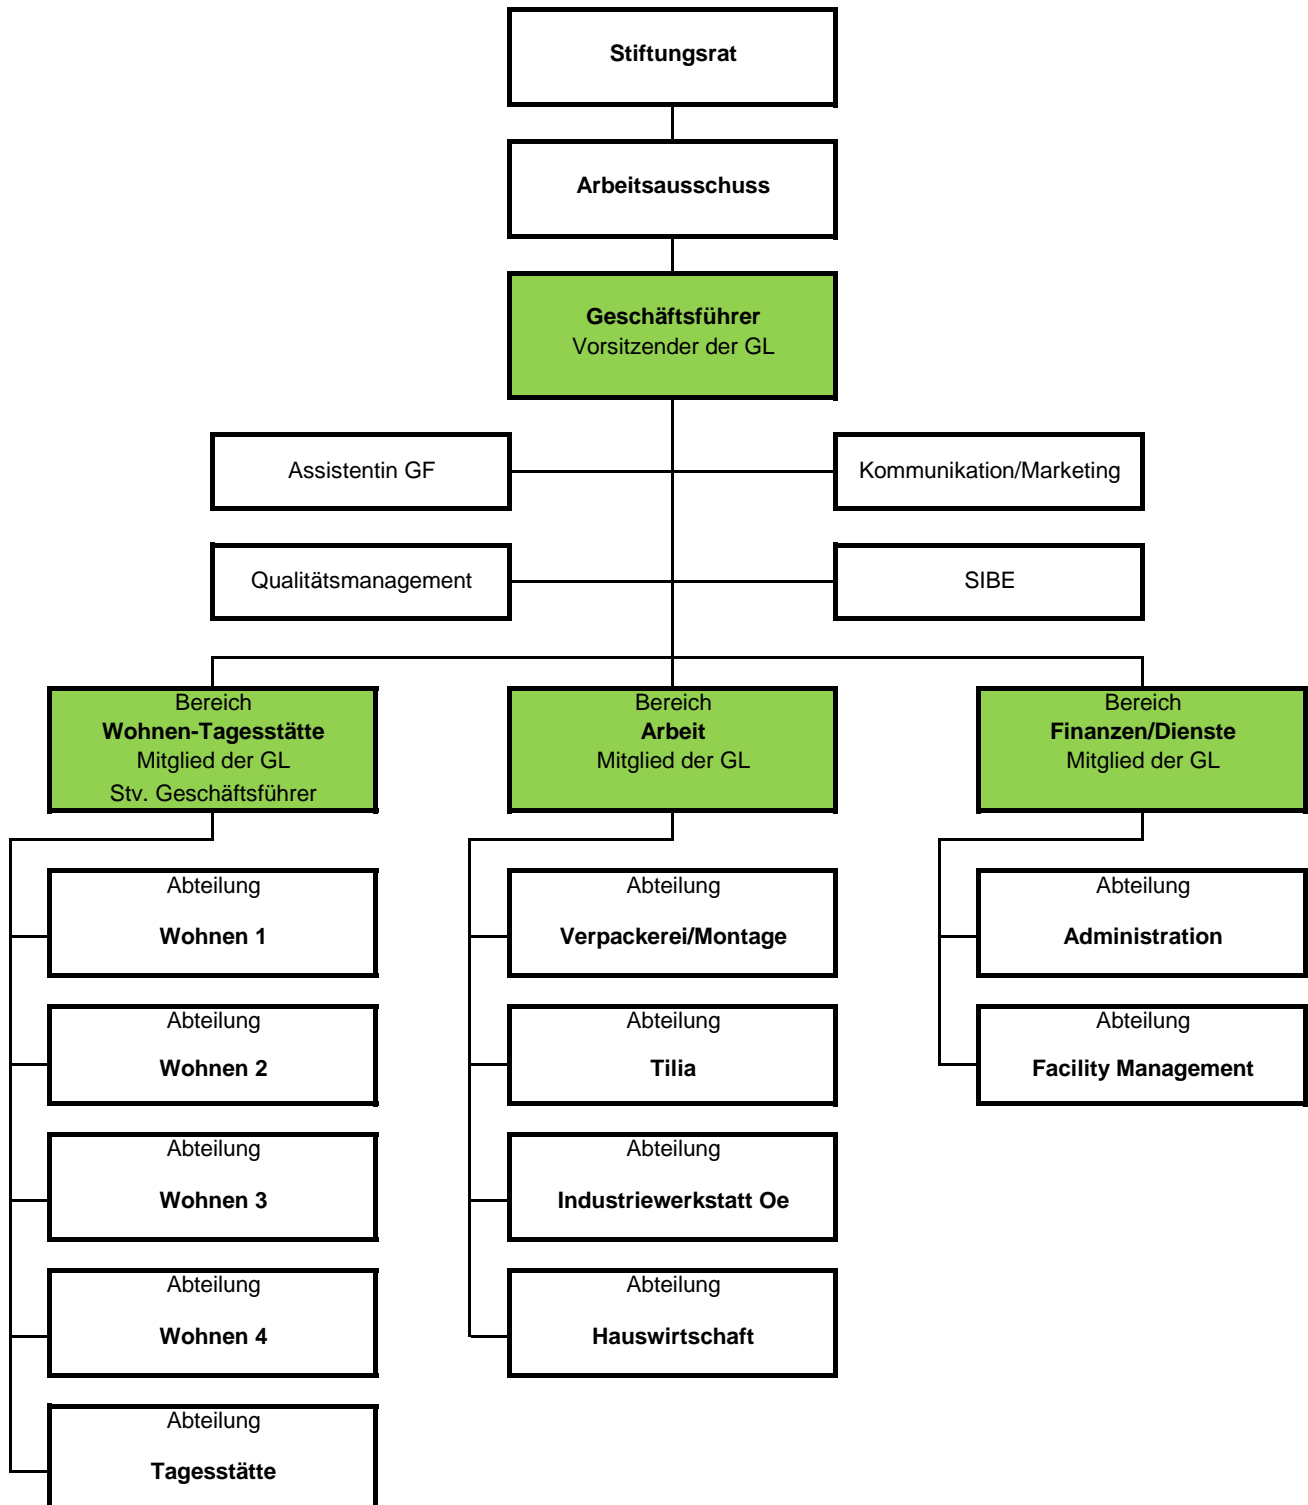 Stiftungsrat
Arbeitsausschuss
Geschäftsführer
Vorsitzender der GL
Assistentin GF
Kommunikation/Marketing
Qualitätsmanagement
SIBE
Bereich
Wohnen-Tagesstätte
Mitglied der GL
Stv. Geschäftsführer
Bereich
Arbeit
Mitglied der GL
Bereich
Finanzen/Dienste
Mitglied der GL
Abteilung
Wohnen 1
Abteilung
Verpackerei/Montage
Abteilung
Administration
Abteilung
Wohnen 2
Abteilung
Tilia
Abteilung
Facility Management
Abteilung
Wohnen 3
Abteilung
Industriewerkstatt Oe
Abteilung
Wohnen 4
Abteilung
Hauswirtschaft
Abteilung
Tagesstätte